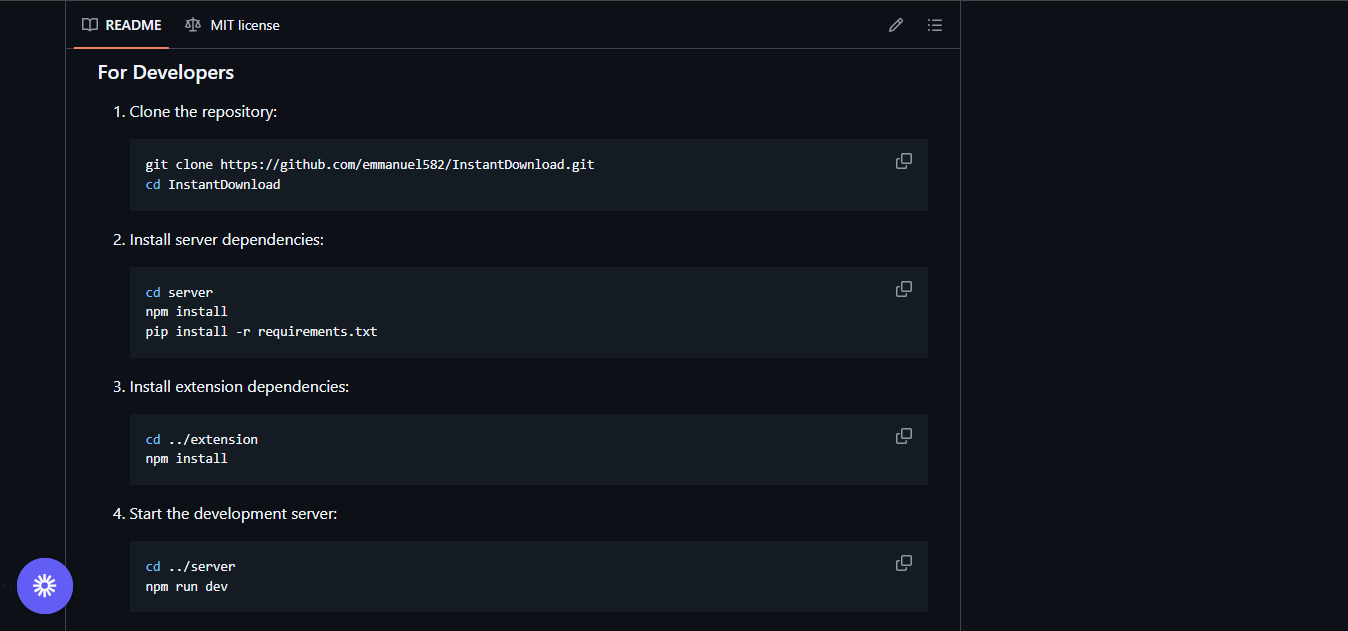 README
MIT license
For Developers
1. Clone the repository:
git clone https://github.com/emmanuel582/InstantDownload.git
cd InstantDownload
2. Install server dependencies:
cd server
npm install
pip install -r requirements.txt
3. Install extension dependencies:
cd ../extension
npm install
4. Start the development server:
cd ../server
npm run dev